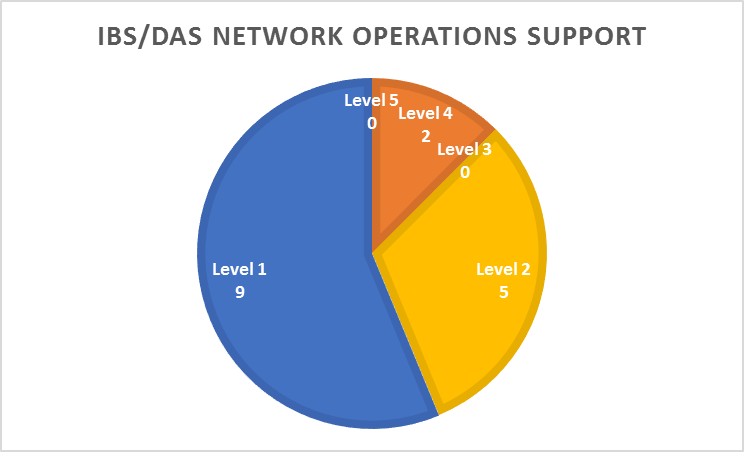 IBS/DAS NETWORK OPERATIONS SUPPORT
Level 5
0
Level 4
2
Level 3
0
Level 2
5
Level 1
9